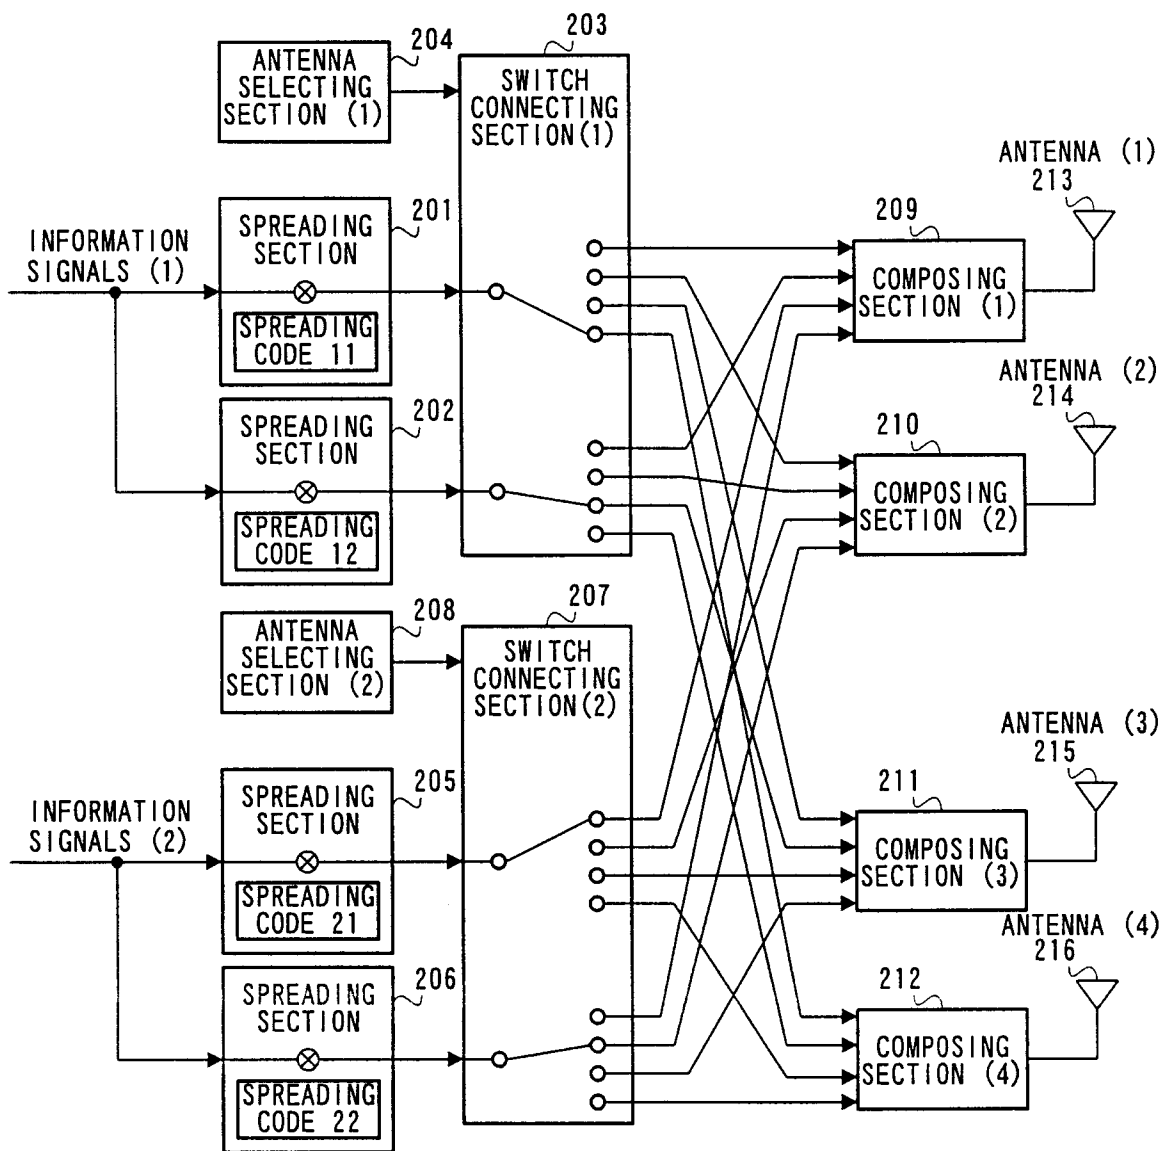 204
ANTENNA
SELECTING
SECTION (1)
203
SWITCH
CONNECTING
SECTION(1)
INFORMATION
SIGNALS (1)
201
SPREADING
SECTION
SPREADING
CODE 11
202
SPREADING
SECTION
SPREADING
CODE 12
ANTENNA (1)
213
209
COMPOSING
SECTION (1)
ANTENNA (2)
214
210
COMPOSING
SECTION (2)
208
ANTENNA
SELECTING
SECTION (2)
207
SWITCH
CONNECTING
SECTION(2)
INFORMATION
SIGNALS (2)
205
SPREADING
SECTION
SPREADING
CODE 21
206
SPREADING
SECTION
SPREADING
CODE 22
ANTENNA (3)
215
211
COMPOSING
SECTION (3)
ANTENNA (4)
216
212
COMPOSING
SECTION (4)